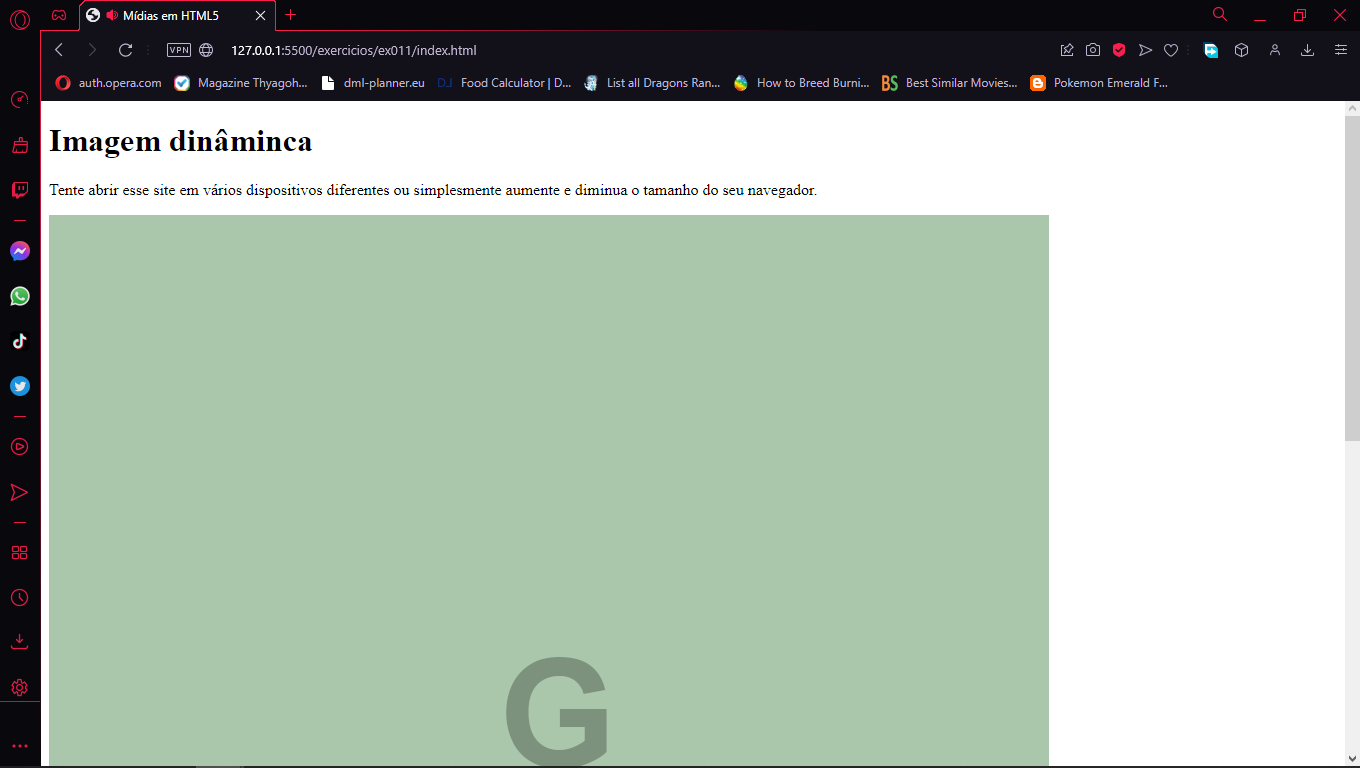 Mídias em HTML5
VPN
127.0.0.1:5500/exercicios/ex011/index.html
auth.opera.com
Magazine Thyagoh...
dml-planner.eu
D.I
Food Calculator | D...
List all Dragons Ran...
How to Breed Burni...
BS
Best Similar Movies...
Pokemon Emerald F...
Imagem dinâminca
Tente abrir esse site em vários dispositivos diferentes ou simplesmente aumente e diminua o tamanho do seu navegador.
G